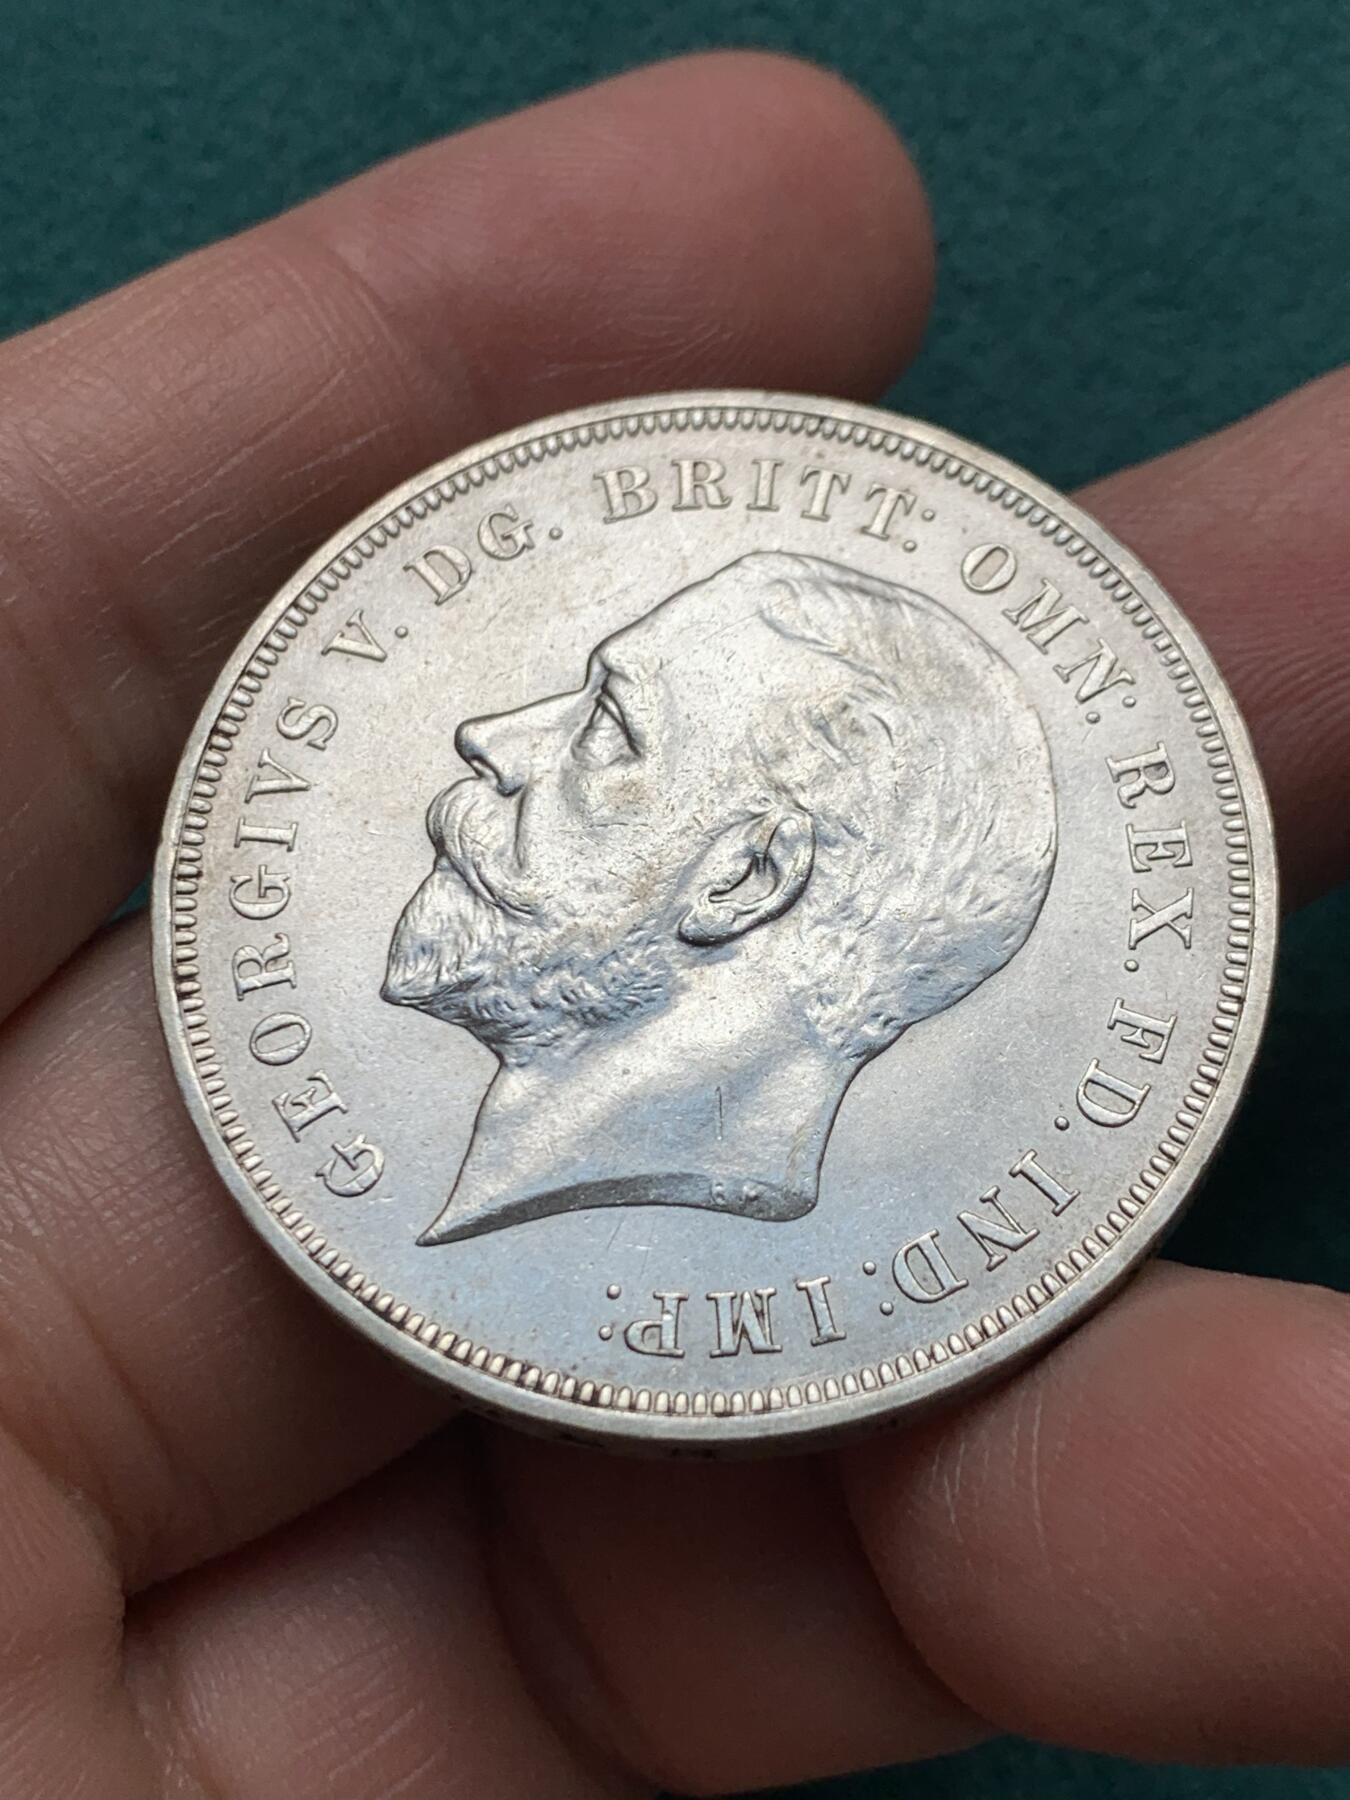 GEORGIVS V. DG. BRITT: OMN: REX. FD. IND: IMP:
B M